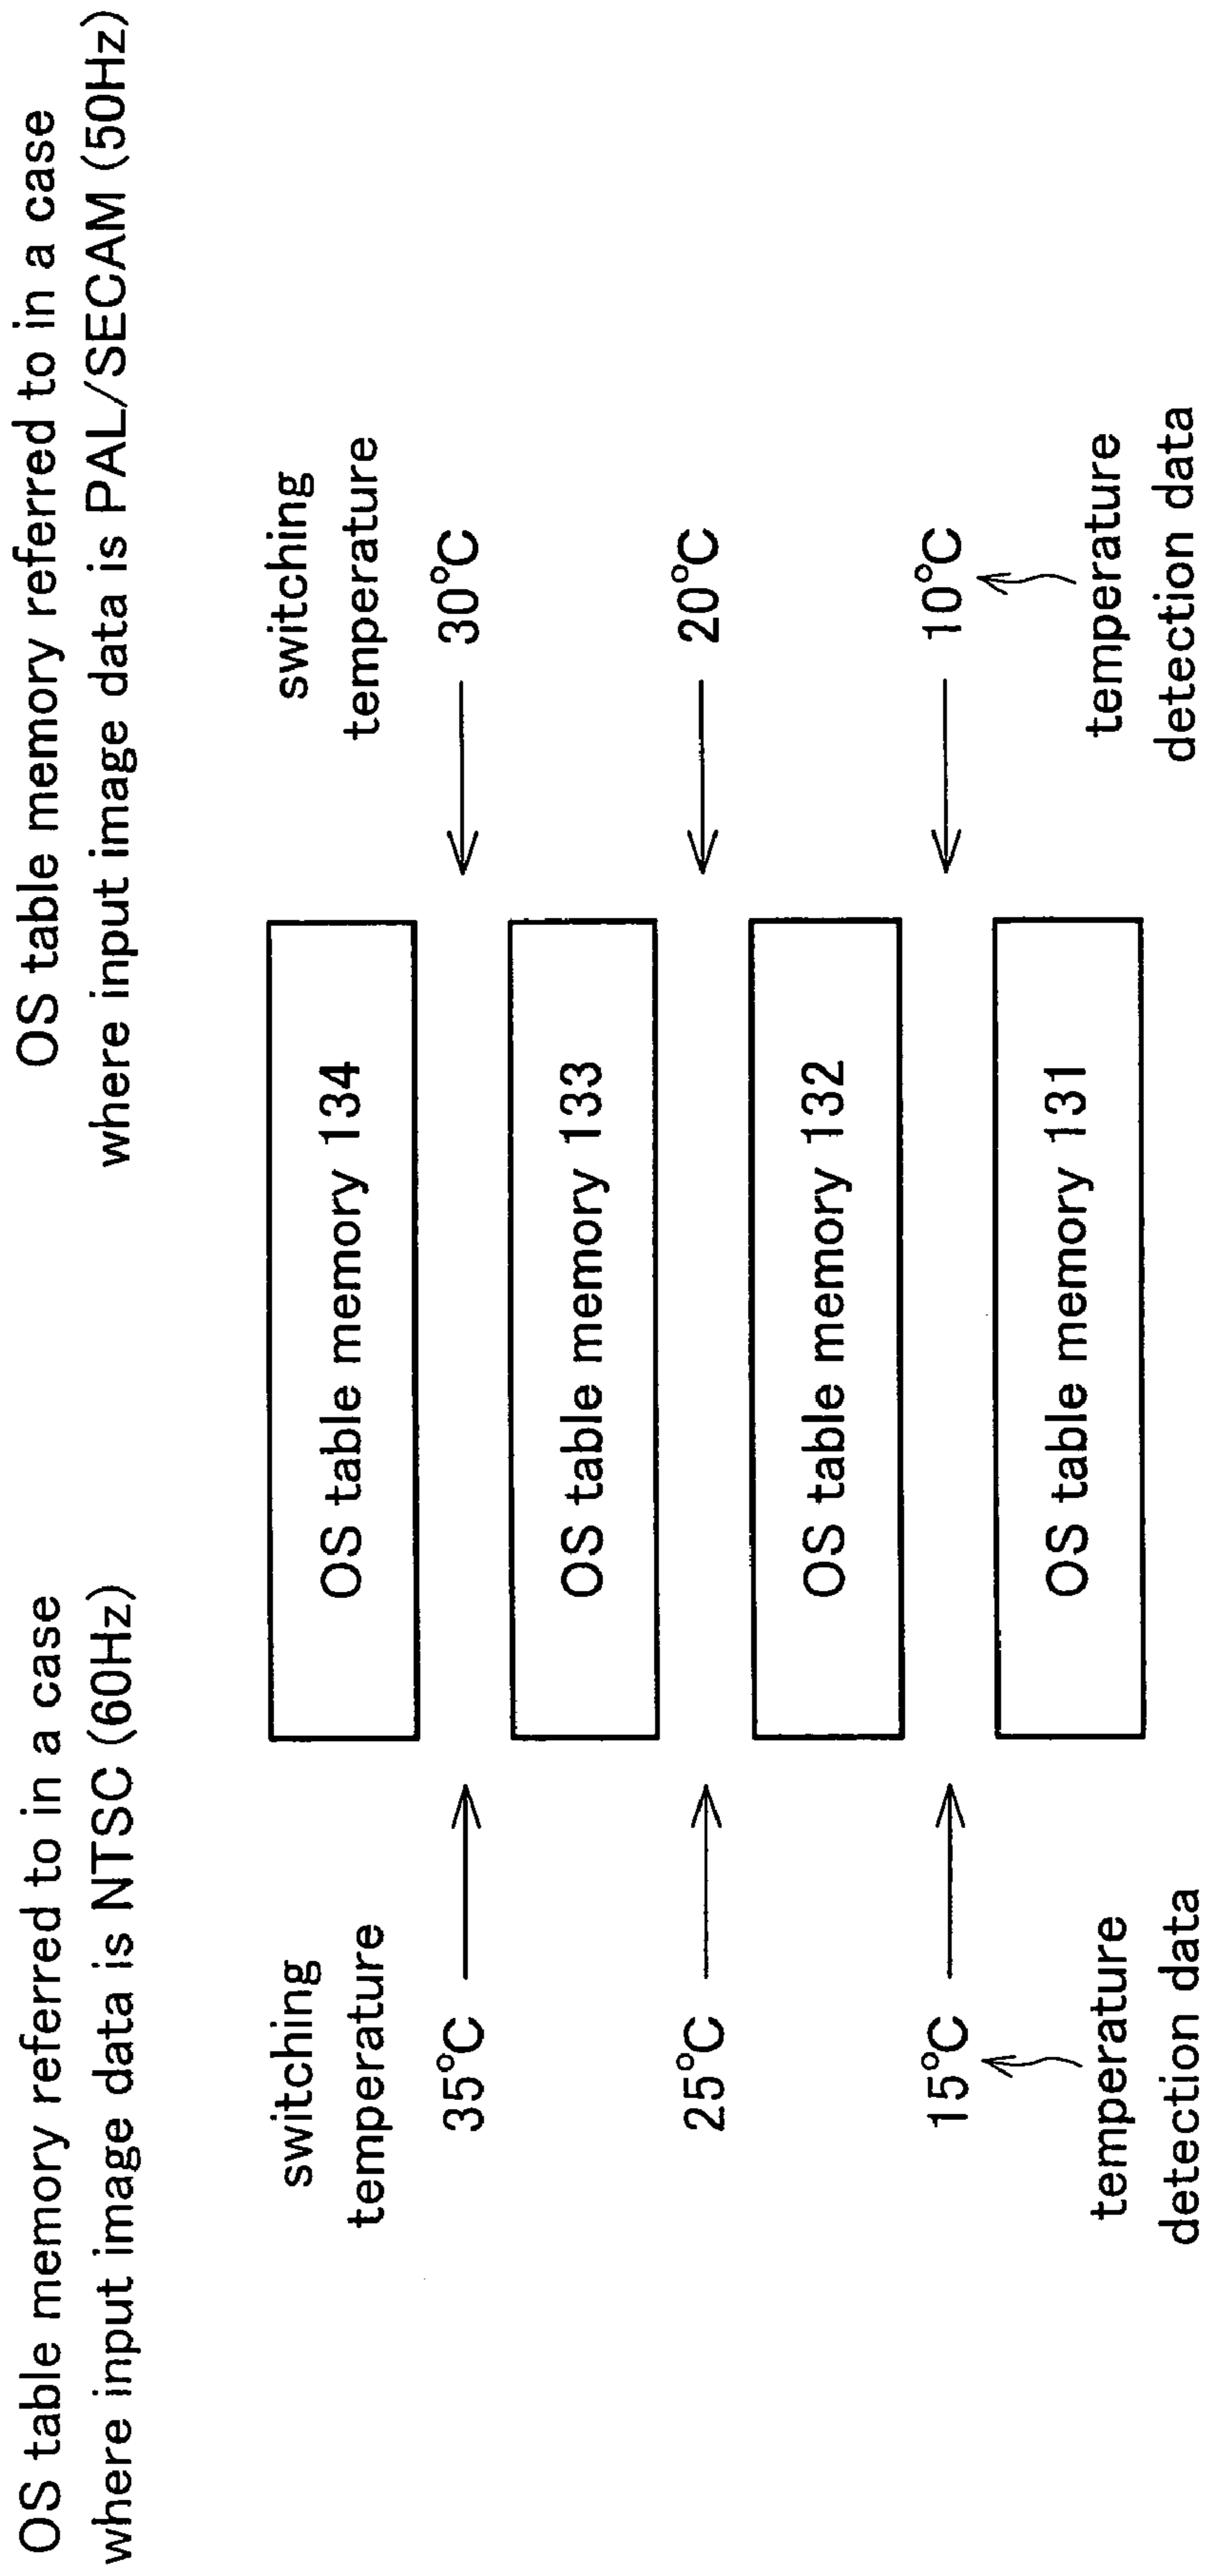 OS table memory referred to in a case
where input image data is NTSC (60Hz)
OS table memory referred to in a case
where input image data is PAL/SECAM (50Hz)
switching
temperature
switching
temperature
OS table memory 134
35°C
30°C
OS table memory 133
25°C
20°C
OS table memory 132
15°C
10°C
OS table memory 131
temperature
detection data
temperature
detection data